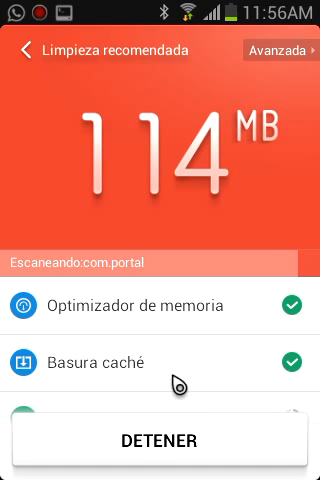 11:56AM
Limpieza recomendada
Avanzada
114 MB
Escaneando:com.portal
Optimizador de memoria
Basura caché
DETENER